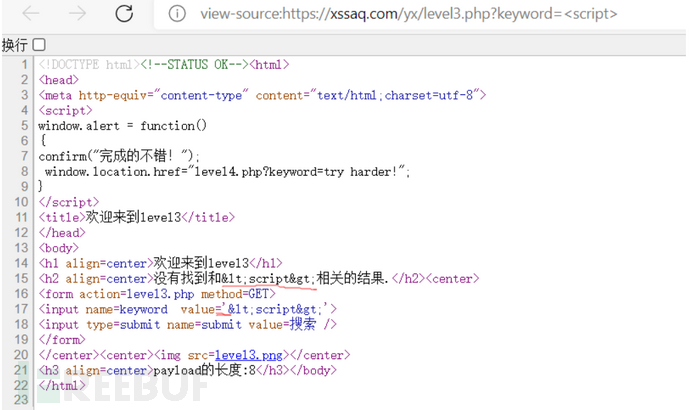 view-source:https://xssaq.com/yx/level3.php?keyword=<script>
换行
1 <!DOCTYPE html><!--STATUS OK--><html>
2 <head>
3 <meta http-equiv="content-type" content="text/html;charset=utf-8">
4 <script>
5 window.alert = function()
6 {
7 confirm("完成的不错！");
8 window.location.href="level4.php?keyword=try harder!";
9 }
10 </script>
11 <title>欢迎来到level3</title>
12 </head>
13 <body>
14 <h1 align=center>欢迎来到level3</h1>
15 <h2 align=center>没有找到和&lt;script&gt;相关的结果.</h2><center>
16 <form action=level3.php method=GET>
17 <input name=keyword  value='&lt;script&gt;'>
18 <input type=submit name=submit value=搜索 />
19 </form>
20 </center><center><img src=level3.png></center>
21 <h3 align=center>payload的长度:8</h3></body>
22 </html>
23
REEBUF